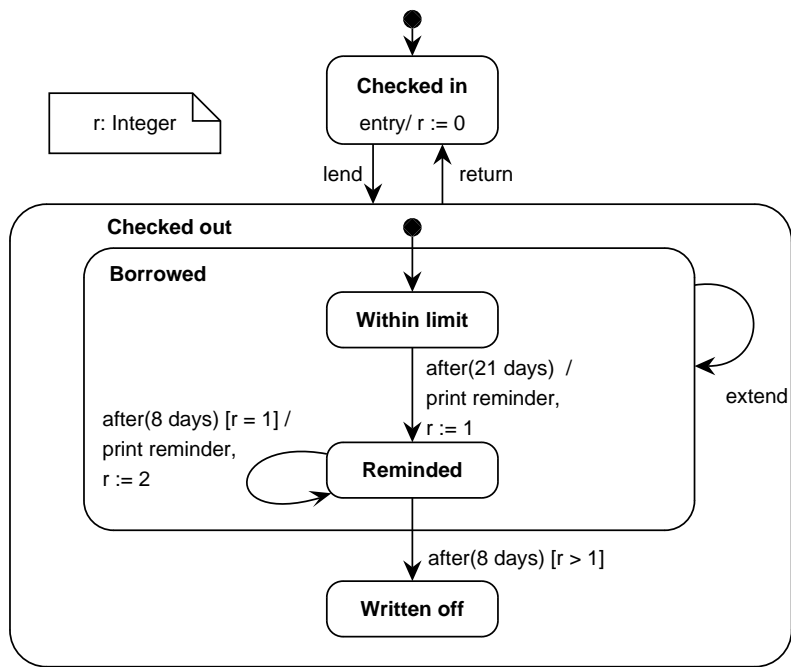 Checked in
entry/ r := 0
r: Integer
lend
return
Checked out
Borrowed
Within limit
after(21 days)  /
print reminder,
r := 1
extend
after(8 days) [r = 1] /
print reminder,
r := 2
Reminded
after(8 days) [r > 1]
Written off